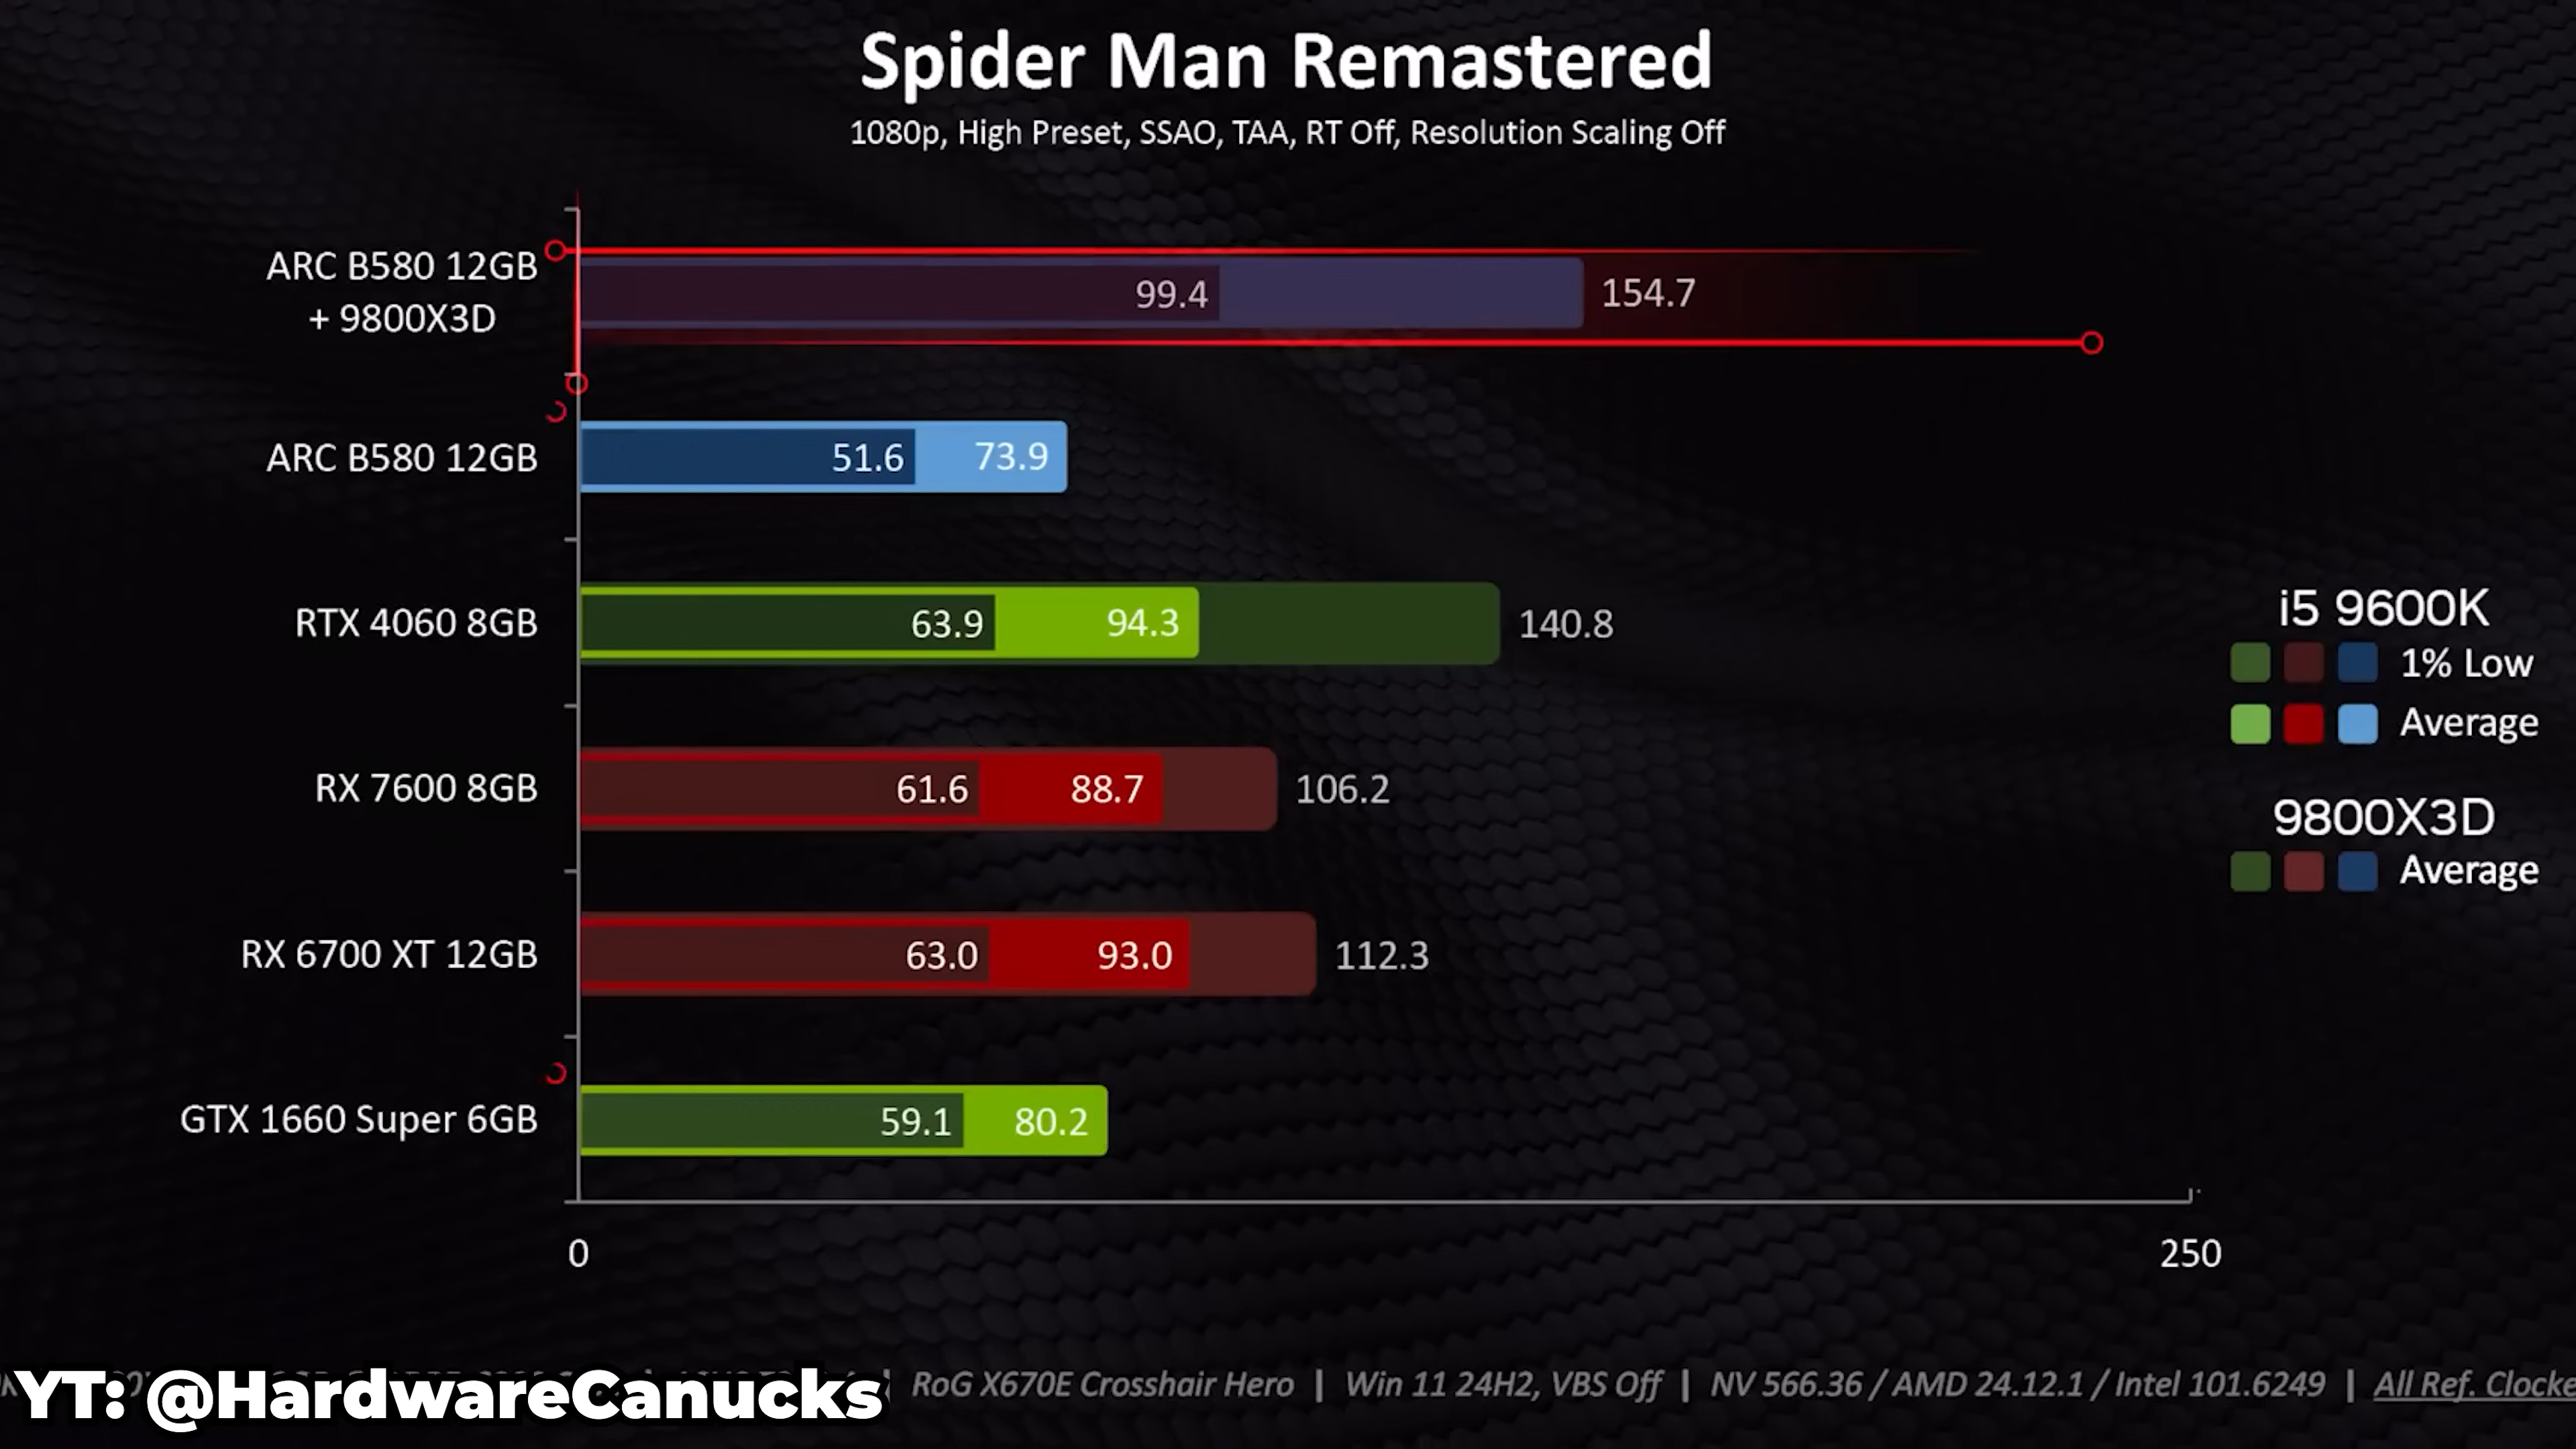 Spider Man Remastered
1080p, High Preset, SSAO, TAA, RT Off, Resolution Scaling Off
ARC B580 12GB
+ 9800X3D
99.4
154.7
ARC B580 12GB
51.6
73.9
RTX 4060 8GB
63.9
94.3
140.8
RX 7600 8GB
61.6
88.7
106.2
RX 6700 XT 12GB
63.0
93.0
112.3
GTX 1660 Super 6GB
59.1
80.2
0
250
i5 9600K
1% Low
Average
9800X3D
Average
YT: @HardwareCanucks
| RoG X670E Crosshair Hero | Win 11 24H2, VBS Off | NV 566.36 / AMD 24.12.1 / Intel 101.6249 | All Ref. Clocke